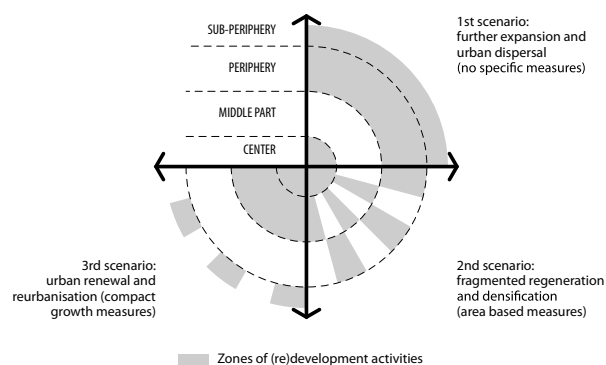 SUB-PERIPHERY
PERIPHERY
MIDDLE PART
CENTER
1st scenario:
further expansion and
urban dispersal
(no specific measures)
3rd scenario:
urban renewal and
reurbanisation (compact
growth measures)
2nd scenario:
fragmented regeneration
and densification
(area based measures)
Zones of (re)development activities